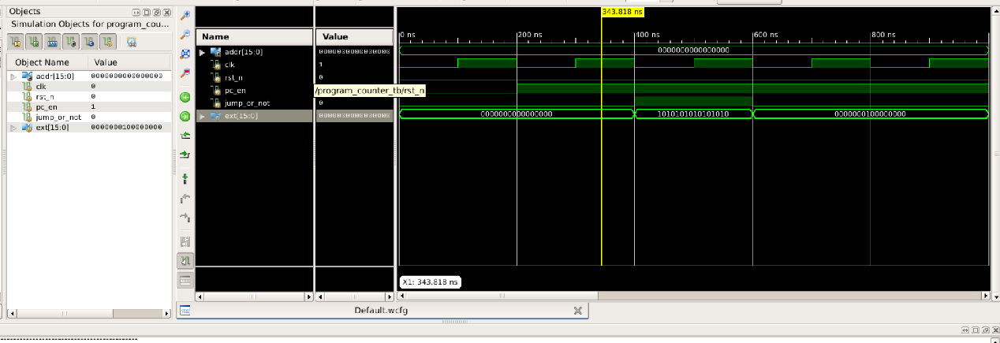 Objects
Simulation Objects for program_cou...
Object Name Value
addr[15:0] 0000000000000000
clk 0
rst_n 0
pc_en 1
jump_or_not 0
ext[15:0] 0000000100000000
Name Value
addr[15:0] 0000000000000000
clk 1
rst_n 0
pc_en
/program_counter_tb/rst_n
jump_or_not 0
ext[15:0] 0000000000000000
343.818 ns
0 ns 200 ns 400 ns 600 ns 800 ns
0000000000000000
0000000000000000 1010101010101010 0000000100000000
X1: 343.818 ns
Default.wcfg